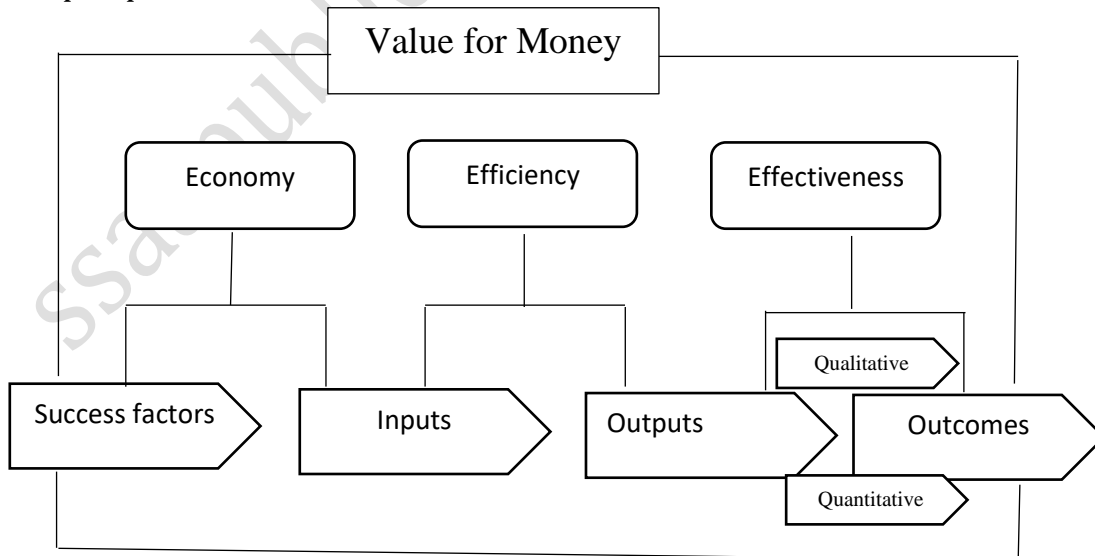 Value for Money
Economy
Efficiency
Effectiveness
Qualitative
Success factors
Inputs
Outputs
Outcomes
Quantitative